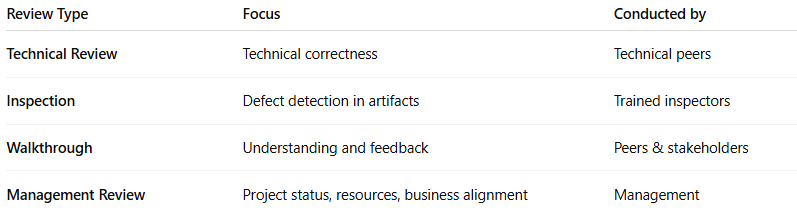 Review Type Focus Conducted by
Technical Review Technical correctness Technical peers
Inspection Defect detection in artifacts Trained inspectors
Walkthrough Understanding and feedback Peers & stakeholders
Management Review Project status, resources, business alignment Management